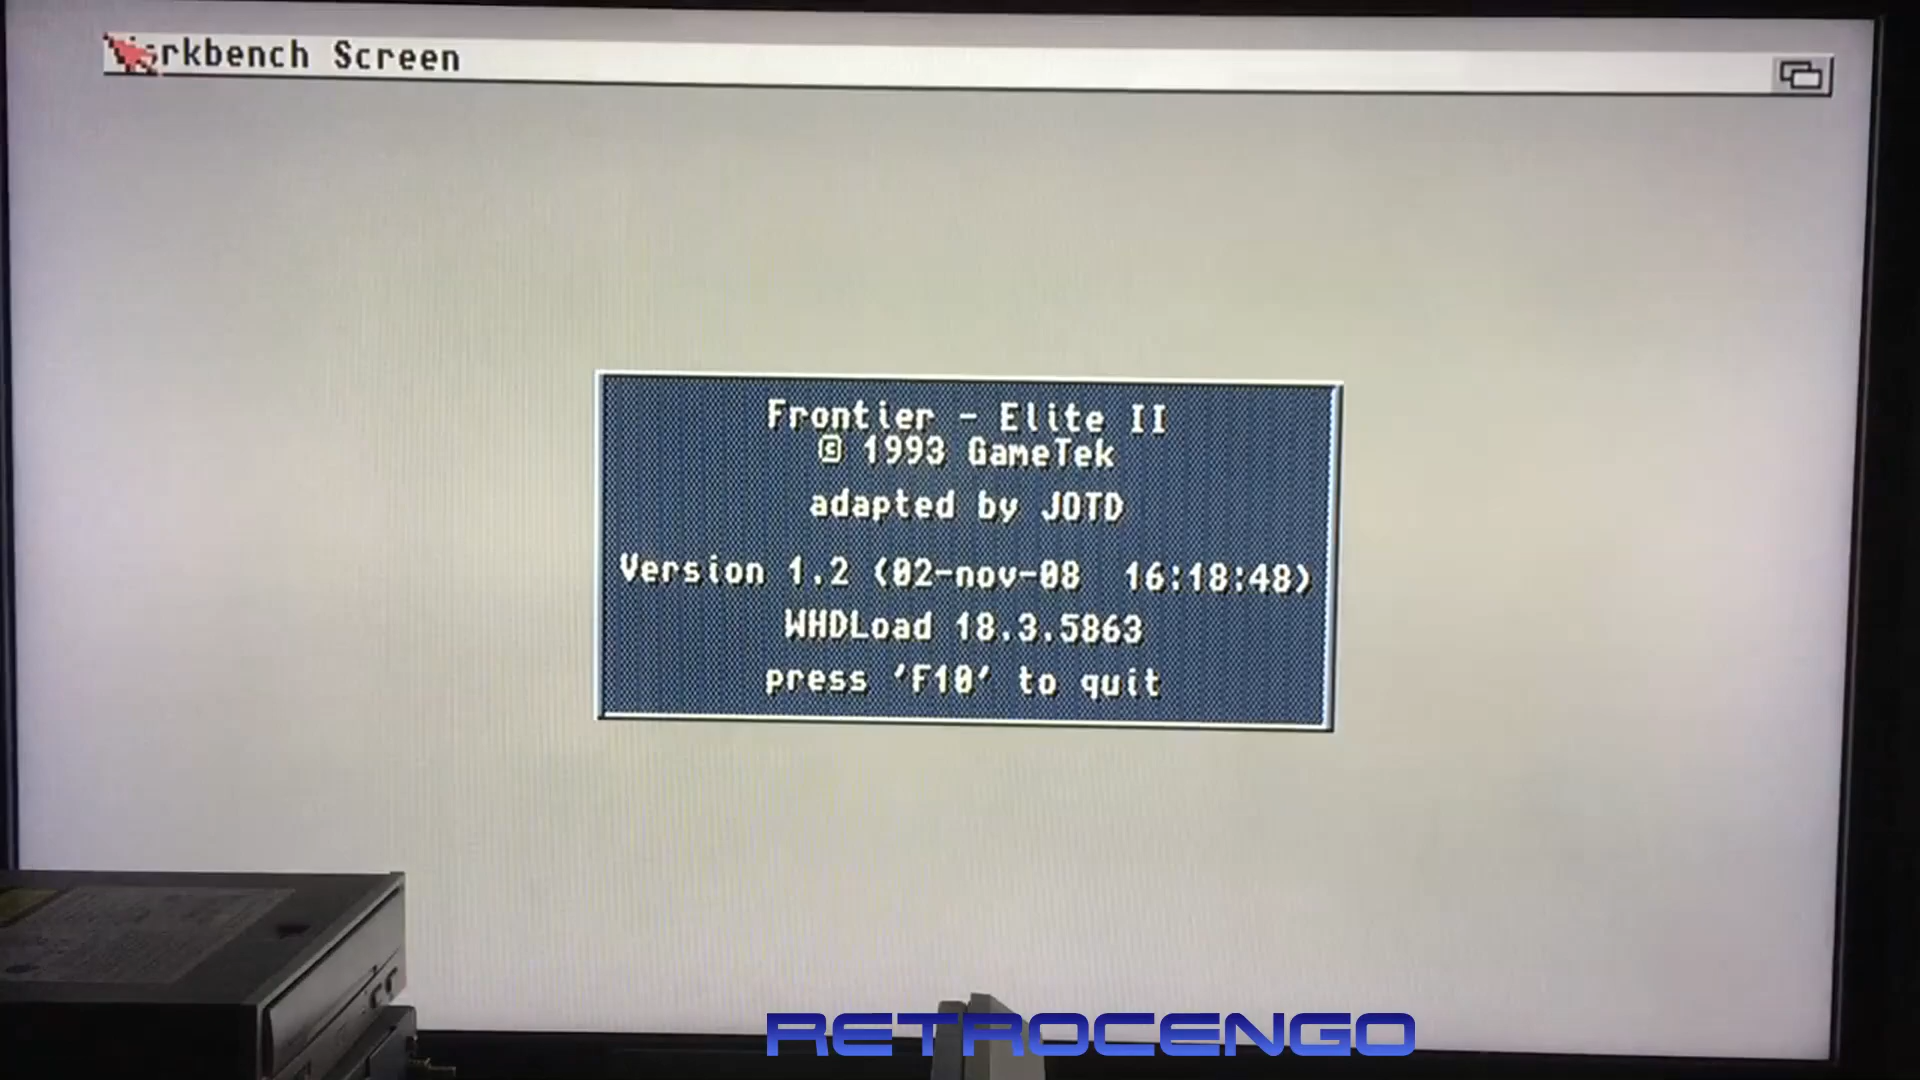 rkbench Screen
Frontier - Elite II
© 1993 GameTek
adapted by JOTD
Version 1.2 (02-nov-08  16:18:48)
WHDLoad 18.3.5863
press 'F10' to quit
RETROCENGO